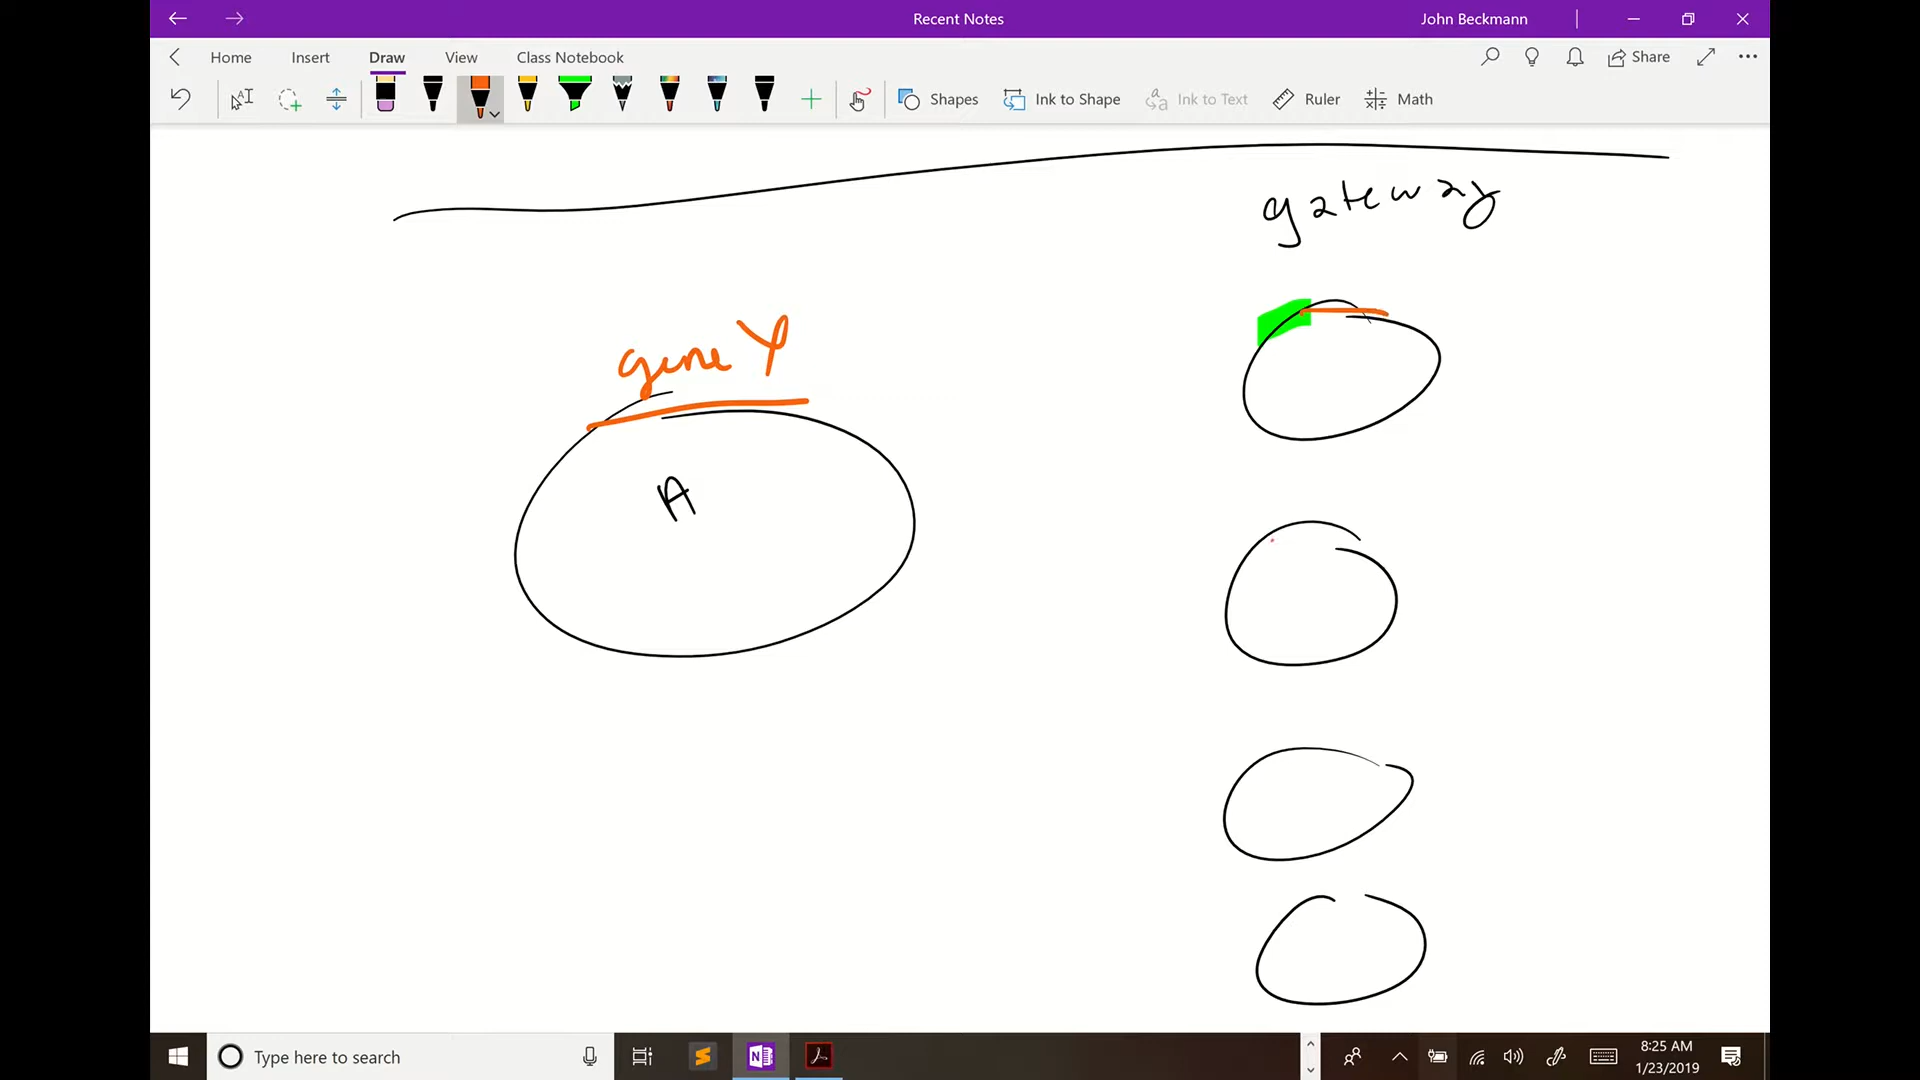 Recent Notes
John Beckmann
Home Insert Draw View Class Notebook
Share
Shapes Ink to Shape Ink to Text Ruler Math
gateway
gene Y
A
Type here to search
8:25 AM
1/23/2019